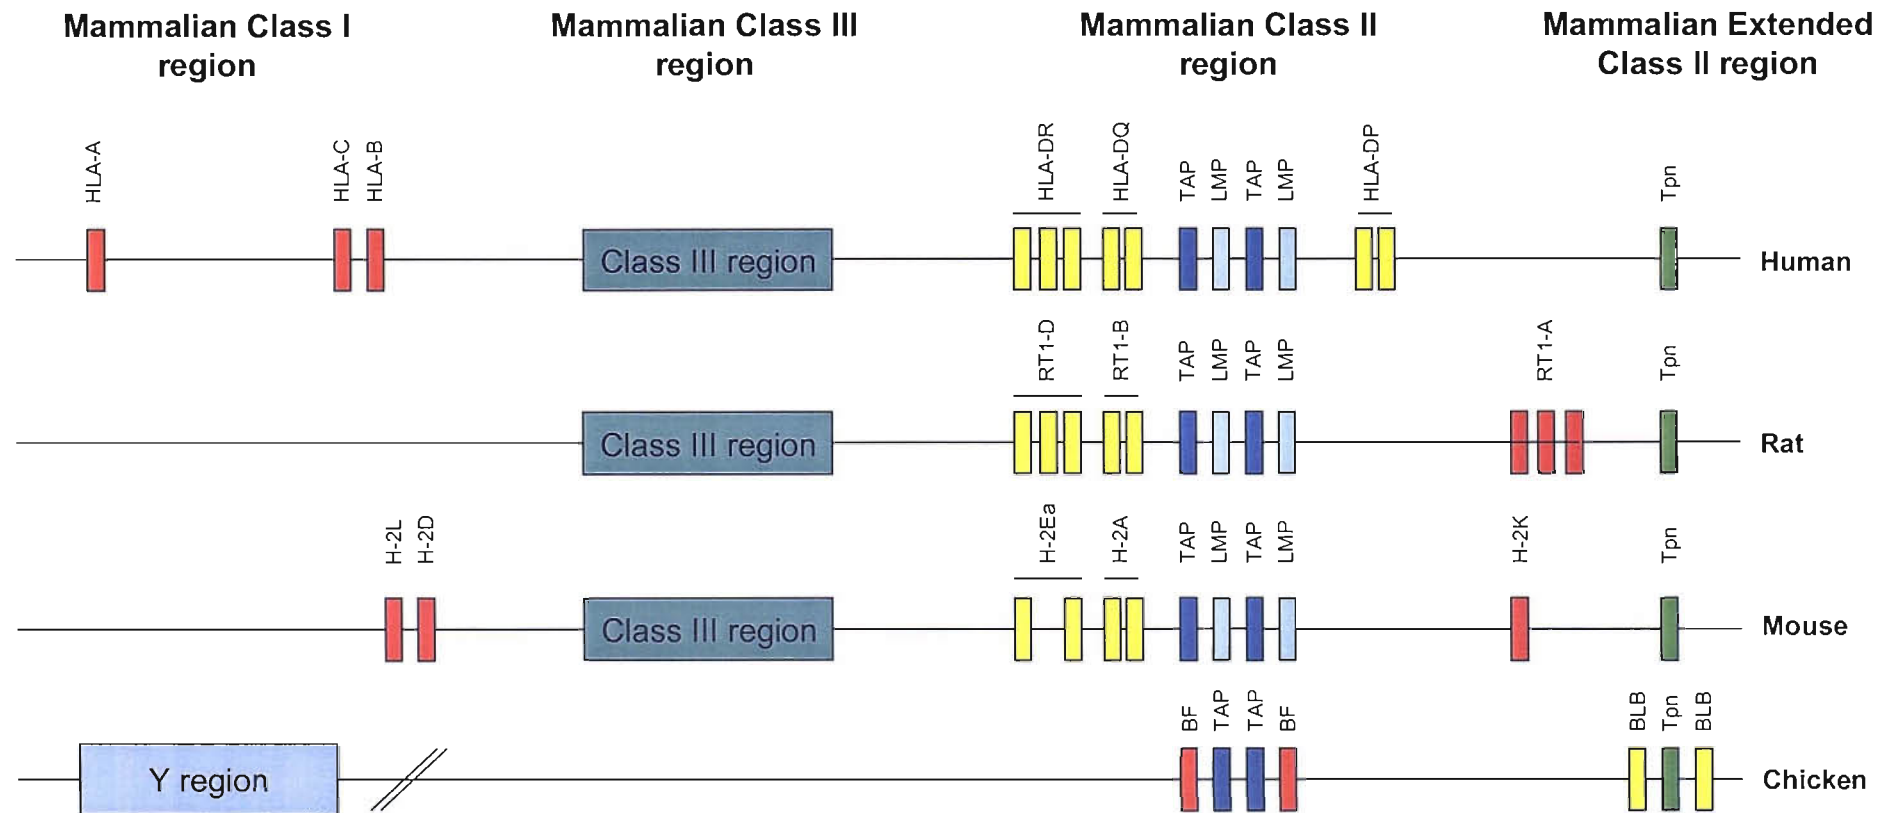 Mammalian Class I
region
Mammalian Class III
region
Mammalian Class II
region
Mammalian Extended
Class II region
HLA-A
HLA-C
HLA-B
HLA-DR
HLA-DQ
TAP
LMP
TAP
LMP
HLA-DP
Tpn
Class III region
Human
RT1-D
RT1-B
TAP
LMP
TAP
LMP
RT1-A
Tpn
Class III region
Rat
H-2L
H-2D
H-2Ea
H-2A
TAP
LMP
TAP
LMP
H-2K
Tpn
Class III region
Mouse
BF
TAP
TAP
BF
BLB
Tpn
BLB
Y region
Chicken